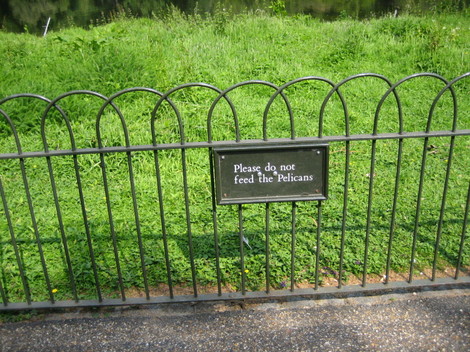 Please do not
feed the Pelicans